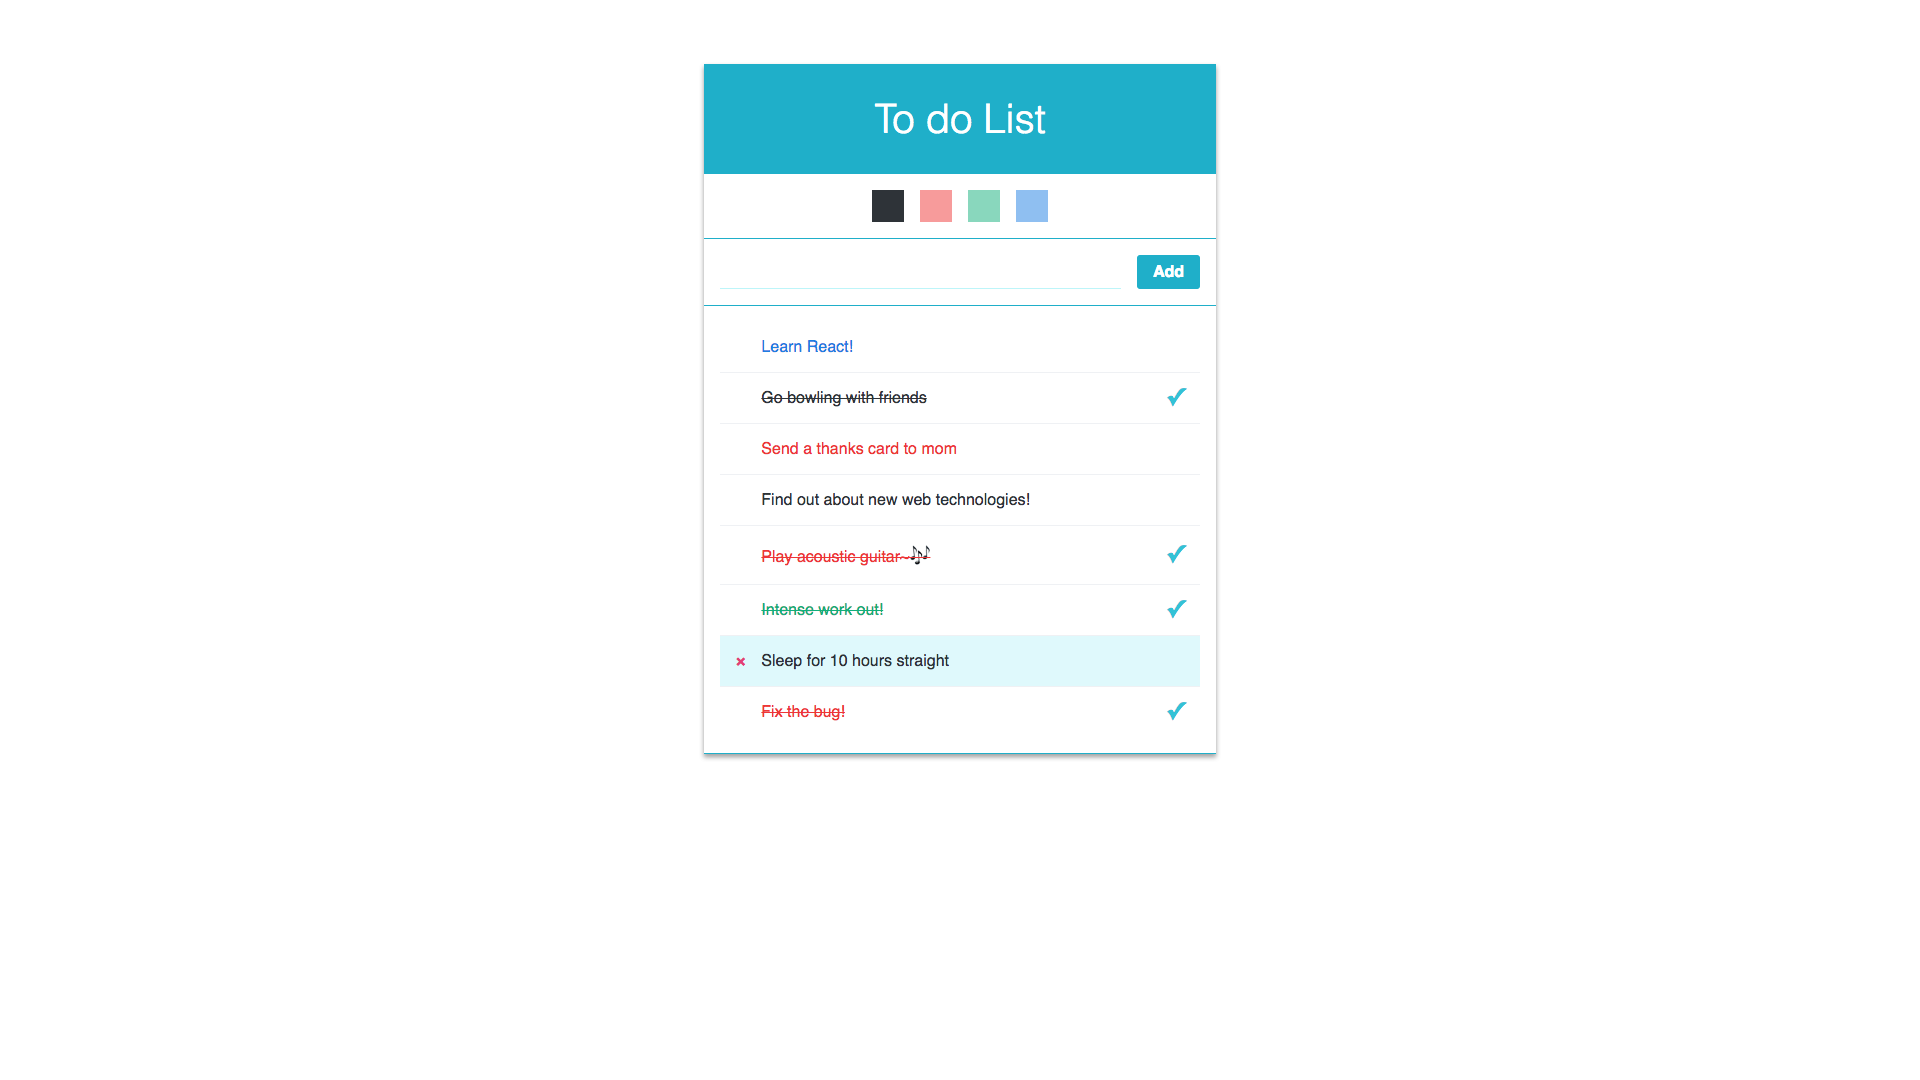 To do List
Add
Learn React!
Go bowling with friends
Send a thanks card to mom
Find out about new web technologies!
Play acoustic guitar~🎶
Intense work out!
Sleep for 10 hours straight
Fix the bug!